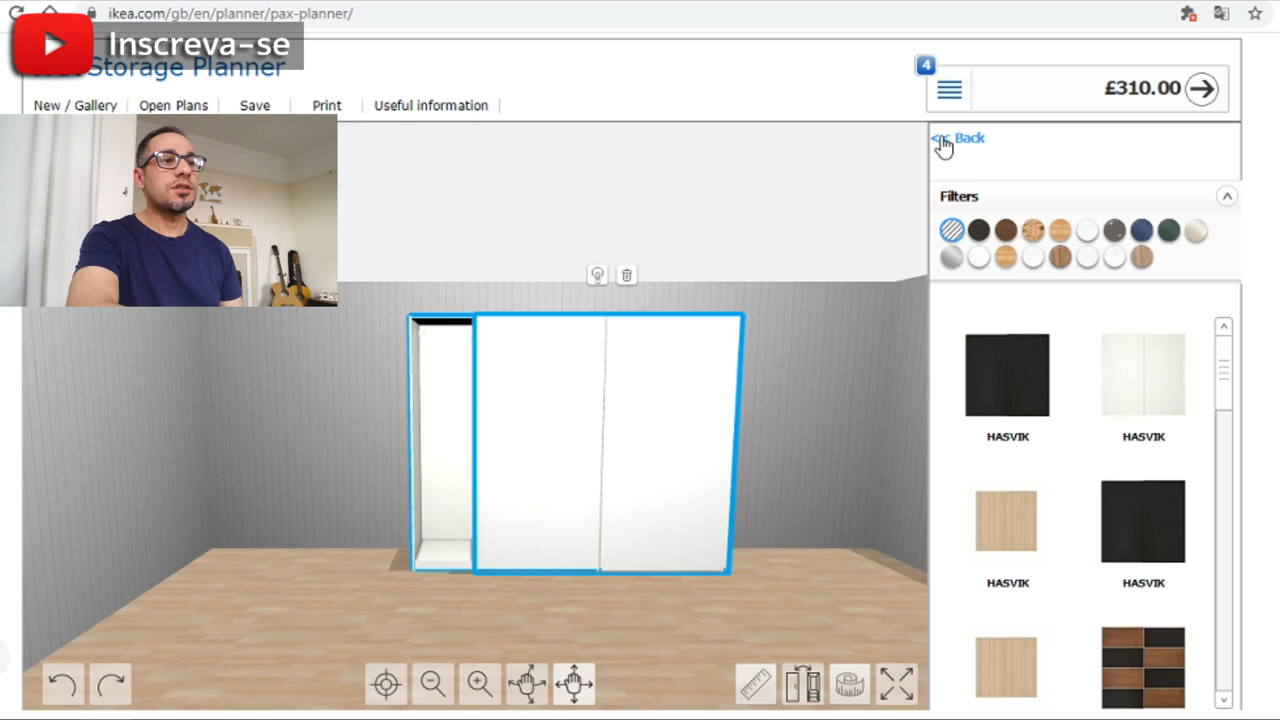 ikea.com/gb/en/planner/pax-planner/
Inscreva-se
Storage Planner
4
£310.00
New / Gallery
Open Plans
Save
Print
Useful information
<< Back
Filters
HASVIK
HASVIK
HASVIK
HASVIK